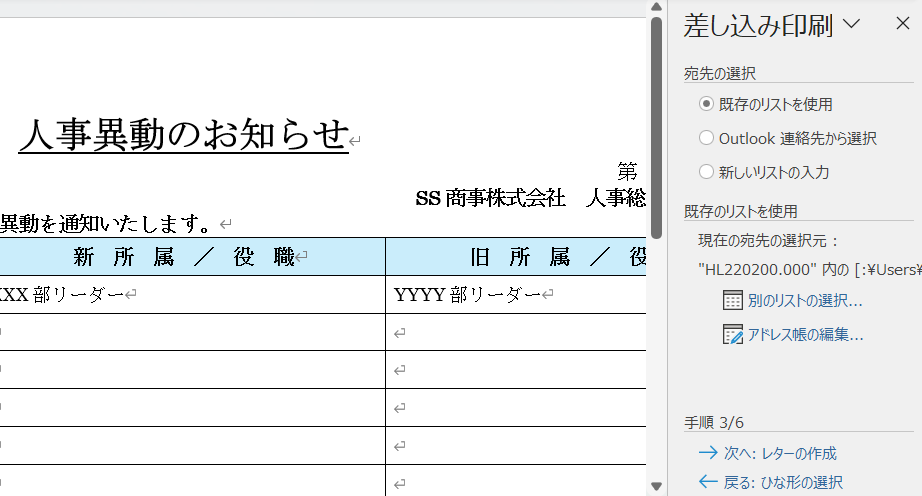 人事異動のお知らせ
第
SS 商事株式会社　人事総
異動を通知いたします。
新　所　属　／　役　職
旧　所　属　／　役
XX 部リーダー
YYYY 部リーダー
差し込み印刷
宛先の選択
既存のリストを使用
Outlook 連絡先から選択
新しいリストの入力
既存のリストを使用
現在の宛先の選択元：
"HL220200.000" 内の [:¥Users¥
別のリストの選択...
アドレス帳の編集...
手順 3/6
次へ: レターの作成
戻る: ひな形の選択